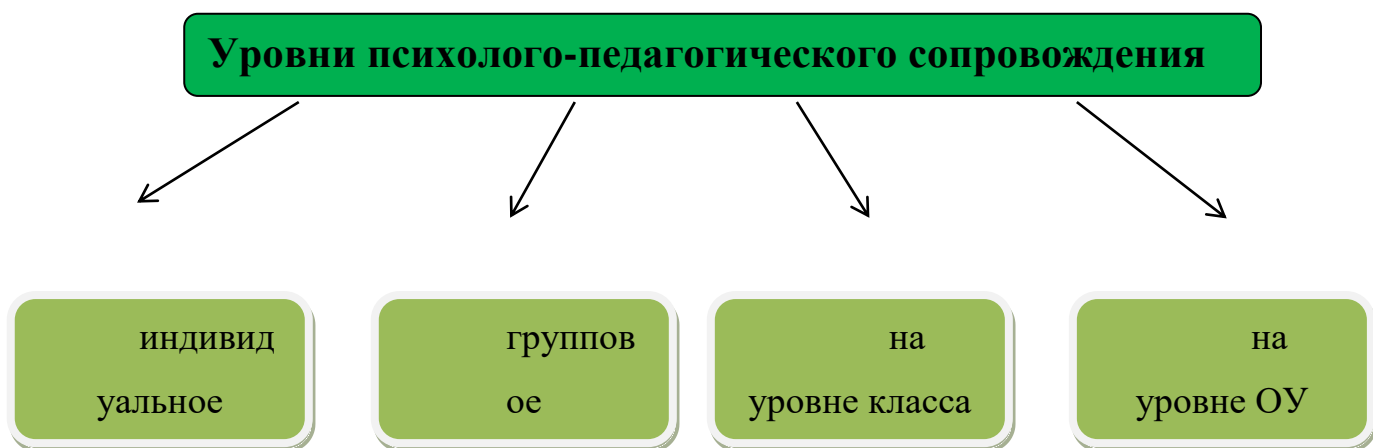 Уровни психолого-педагогического сопровождения
индивид
уальное
группов
ое
на
уровне класса
на
уровне ОУ